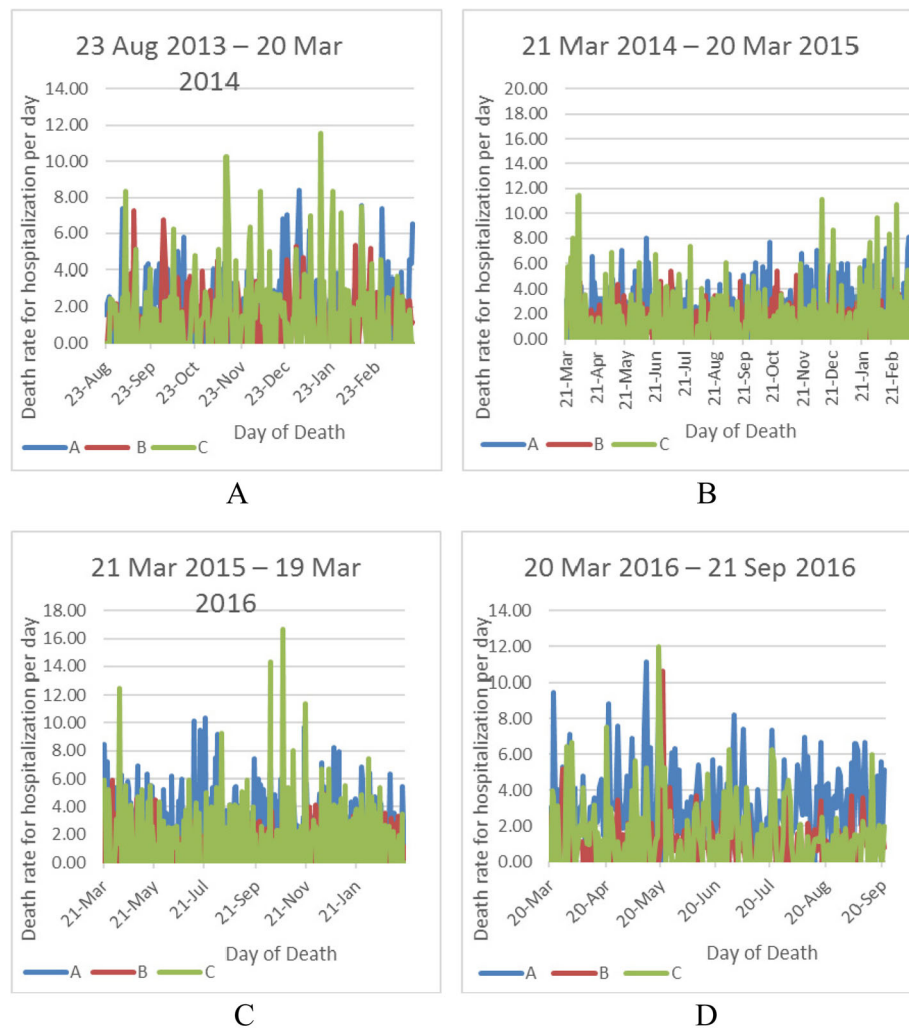 23 Aug 2013 – 20 Mar
2014
Death rate for hospitalization per day
14.00
12.00
10.00
8.00
6.00
4.00
2.00
0.00
23-Aug
23-Sep
23-Oct
23-Nov
23-Dec
23-Jan
23-Feb
Day of Death
A B C
A
21 Mar 2014 – 20 Mar 2015
Death rate for hospitalization per day
20.00
18.00
16.00
14.00
12.00
10.00
8.00
6.00
4.00
2.00
0.00
21-Mar
21-Apr
21-May
21-Jun
21-Jul
21-Aug
21-Sep
21-Oct
21-Nov
21-Dec
21-Jan
21-Feb
Day of Death
A B C
B
21 Mar 2015 – 19 Mar
2016
Death rate for hospitalization per day
18.00
16.00
14.00
12.00
10.00
8.00
6.00
4.00
2.00
0.00
21-Mar
21-May
21-Jul
21-Sep
21-Nov
21-Jan
Day of Death
A B C
C
20 Mar 2016 – 21 Sep 2016
Death rate for hospitalization per day
14.00
12.00
10.00
8.00
6.00
4.00
2.00
0.00
20-Mar
20-Apr
20-May
20-Jun
20-Jul
20-Aug
20-Sep
Day of Death
A B C
D